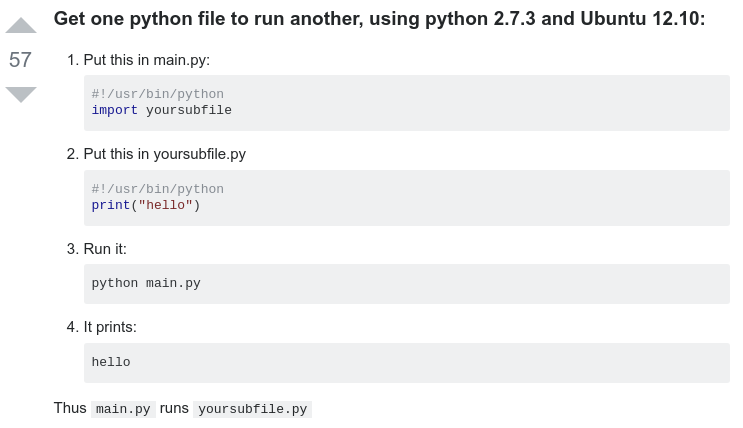 Get one python file to run another, using python 2.7.3 and Ubuntu 12.10:
57
1. Put this in main.py:
#!/usr/bin/python
import yoursubfile
2. Put this in yoursubfile.py
#!/usr/bin/python
print("hello")
3. Run it:
python main.py
4. It prints:
hello
Thus main.py runs yoursubfile.py